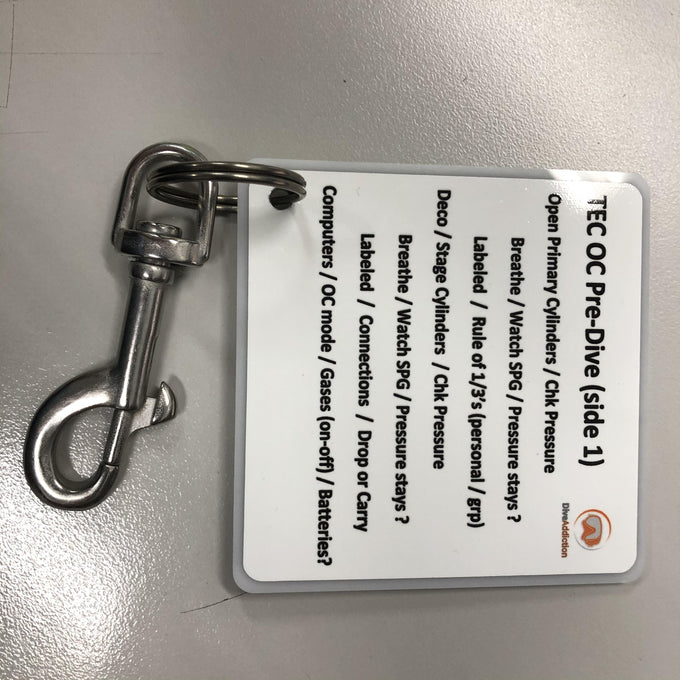 TEC OC Pre-Dive (side 1)
DiveAddiction
Open Primary Cylinders / Chk Pressure
Breathe / Watch SPG / Pressure stays ?
Labeled / Rule of 1/3's (personal / grp)
Deco / Stage Cylinders / Chk Pressure
Breathe / Watch SPG / Pressure stays ?
Labeled / Connections / Drop or Carry
Computers / OC mode / Gases (on-off) / Batteries?